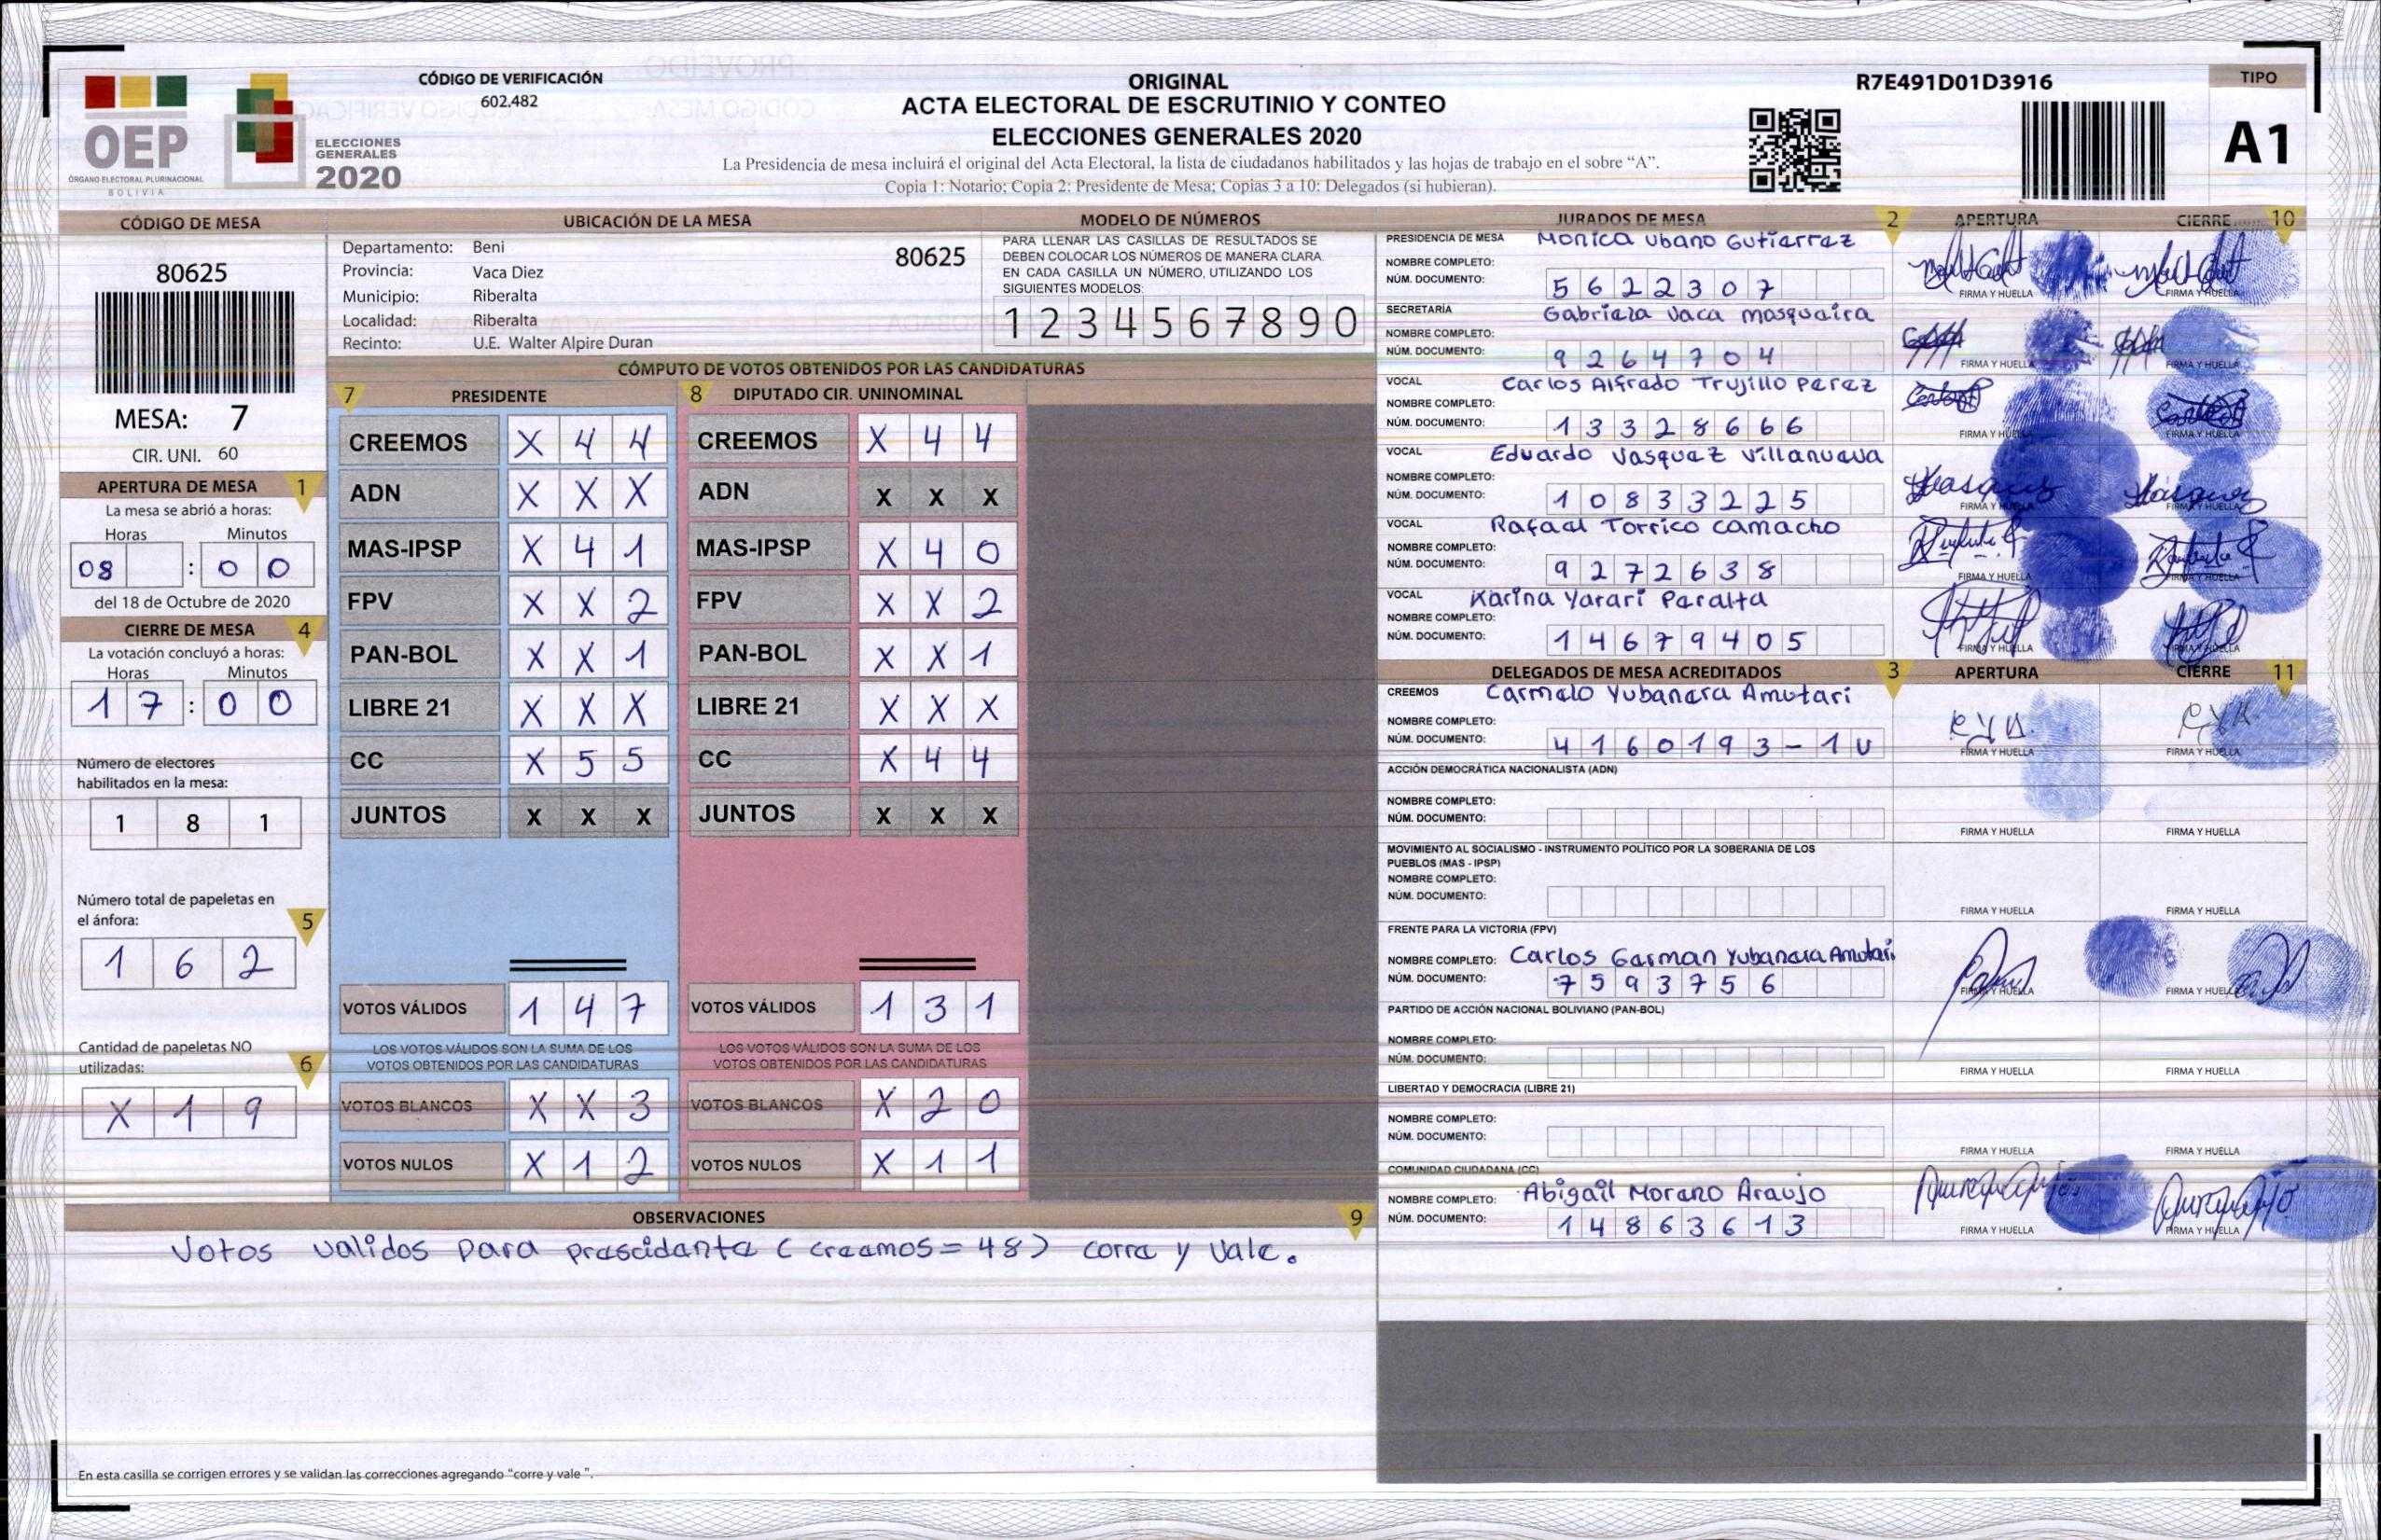 CÓDIGO DE VERIFICACIÓN
602.482
OEP
ÓRGANO ELECTORAL PLURINACIONAL
BOLIVIA
ELECCIONES
GENERALES
2020
ORIGINAL
ACTA ELECTORAL DE ESCRUTINIO Y CONTEO
ELECCIONES GENERALES 2020
La Presidencia de mesa incluirá el original del Acta Electoral, la lista de ciudadanos habilitados y las hojas de trabajo en el sobre “A”.
Copia 1: Notario; Copia 2: Presidente de Mesa; Copias 3 a 10: Delegados (si hubieran).
R7E491D01D3916
TIPO
A1
CÓDIGO DE MESA
80625
MESA: 7
CIR. UNI. 60
APERTURA DE MESA 1
La mesa se abrió a horas:
Horas Minutos
08 : 0 0
del 18 de Octubre de 2020
CIERRE DE MESA 4
La votación concluyó a horas:
Horas Minutos
1 7 : 0 0
Número de electores
habilitados en la mesa:
1 8 1
Número total de papeletas en
el ánfora: 5
1 6 2
Cantidad de papeletas NO
utilizadas: 6
X 1 9
UBICACIÓN DE LA MESA
Departamento: Beni
80625
Provincia: Vaca Diez
Municipio: Riberalta
Localidad: Riberalta
Recinto: U.E. Walter Alpire Duran
MODELO DE NÚMEROS
PARA LLENAR LAS CASILLAS DE RESULTADOS SE
DEBEN COLOCAR LOS NÚMEROS DE MANERA CLARA.
EN CADA CASILLA UN NÚMERO, UTILIZANDO LOS
SIGUIENTES MODELOS:
1 2 3 4 5 6 7 8 9 0
CÓMPUTO DE VOTOS OBTENIDOS POR LAS CANDIDATURAS
7 PRESIDENTE
CREEMOS X 4 4
ADN X X X
MAS-IPSP X 4 1
FPV X X 2
PAN-BOL X X 1
LIBRE 21 X X X
CC X 5 5
JUNTOS X X X
VOTOS VÁLIDOS 1 4 7
LOS VOTOS VÁLIDOS SON LA SUMA DE LOS
VOTOS OBTENIDOS POR LAS CANDIDATURAS
VOTOS BLANCOS X X 3
VOTOS NULOS X 1 2
8 DIPUTADO CIR. UNINOMINAL
CREEMOS X 4 4
ADN X X X
MAS-IPSP X 4 0
FPV X X 2
PAN-BOL X X 1
LIBRE 21 X X X
CC X 4 4
JUNTOS X X X
VOTOS VÁLIDOS 1 3 1
LOS VOTOS VÁLIDOS SON LA SUMA DE LOS
VOTOS OBTENIDOS POR LAS CANDIDATURAS
VOTOS BLANCOS X 2 0
VOTOS NULOS X 1 1
OBSERVACIONES 9
Votos validos para prescidante ( creamos = 48 ) corre y vale.
En esta casilla se corrigen errores y se validan las correcciones agregando “corre y vale ”.
JURADOS DE MESA 2 APERTURA CIERRE 10
PRESIDENCIA DE MESA Monica Ubano Gutierrez
NOMBRE COMPLETO:
NÚM. DOCUMENTO: 5 6 2 2 3 0 7
FIRMA Y HUELLA FIRMA Y HUELLA
SECRETARÍA Gabriela Vaca Mosquaira
NOMBRE COMPLETO:
NÚM. DOCUMENTO: 9 2 6 4 7 0 4
FIRMA Y HUELLA FIRMA Y HUELLA
VOCAL Carlos Alfredo Trujillo Perez
NOMBRE COMPLETO:
NÚM. DOCUMENTO: 1 3 3 2 8 6 6 6
FIRMA Y HUELLA FIRMA Y HUELLA
VOCAL Eduardo Vasquez Villanueva
NOMBRE COMPLETO:
NÚM. DOCUMENTO: 1 0 8 3 3 2 2 5
FIRMA Y HUELLA FIRMA Y HUELLA
VOCAL Rafael Torrico Camacho
NOMBRE COMPLETO:
NÚM. DOCUMENTO: 9 2 7 2 6 3 8
FIRMA Y HUELLA FIRMA Y HUELLA
VOCAL Karina Yarari Peralta
NOMBRE COMPLETO:
NÚM. DOCUMENTO: 1 4 6 7 9 4 0 5
FIRMA Y HUELLA FIRMA Y HUELLA
DELEGADOS DE MESA ACREDITADOS 3 APERTURA CIERRE 11
CREEMOS Carmelo Yubanera Amutari
NOMBRE COMPLETO:
NÚM. DOCUMENTO: 4 1 6 0 1 9 3 - 1 U
FIRMA Y HUELLA FIRMA Y HUELLA
ACCIÓN DEMOCRÁTICA NACIONALISTA (ADN)
NOMBRE COMPLETO:
NÚM. DOCUMENTO:
FIRMA Y HUELLA FIRMA Y HUELLA
MOVIMIENTO AL SOCIALISMO - INSTRUMENTO POLÍTICO POR LA SOBERANIA DE LOS
PUEBLOS (MAS - IPSP)
NOMBRE COMPLETO:
NÚM. DOCUMENTO:
FIRMA Y HUELLA FIRMA Y HUELLA
FRENTE PARA LA VICTORIA (FPV)
NOMBRE COMPLETO: Carlos German Yubanera Amutari
NÚM. DOCUMENTO: 7 5 9 3 7 5 6
FIRMA Y HUELLA FIRMA Y HUELLA
PARTIDO DE ACCIÓN NACIONAL BOLIVIANO (PAN-BOL)
NOMBRE COMPLETO:
NÚM. DOCUMENTO:
FIRMA Y HUELLA FIRMA Y HUELLA
LIBERTAD Y DEMOCRACIA (LIBRE 21)
NOMBRE COMPLETO:
NÚM. DOCUMENTO:
FIRMA Y HUELLA FIRMA Y HUELLA
COMUNIDAD CIUDADANA (CC)
NOMBRE COMPLETO: Abigail Moreno Araujo
NÚM. DOCUMENTO: 1 4 8 6 3 6 1 3
FIRMA Y HUELLA FIRMA Y HUELLA